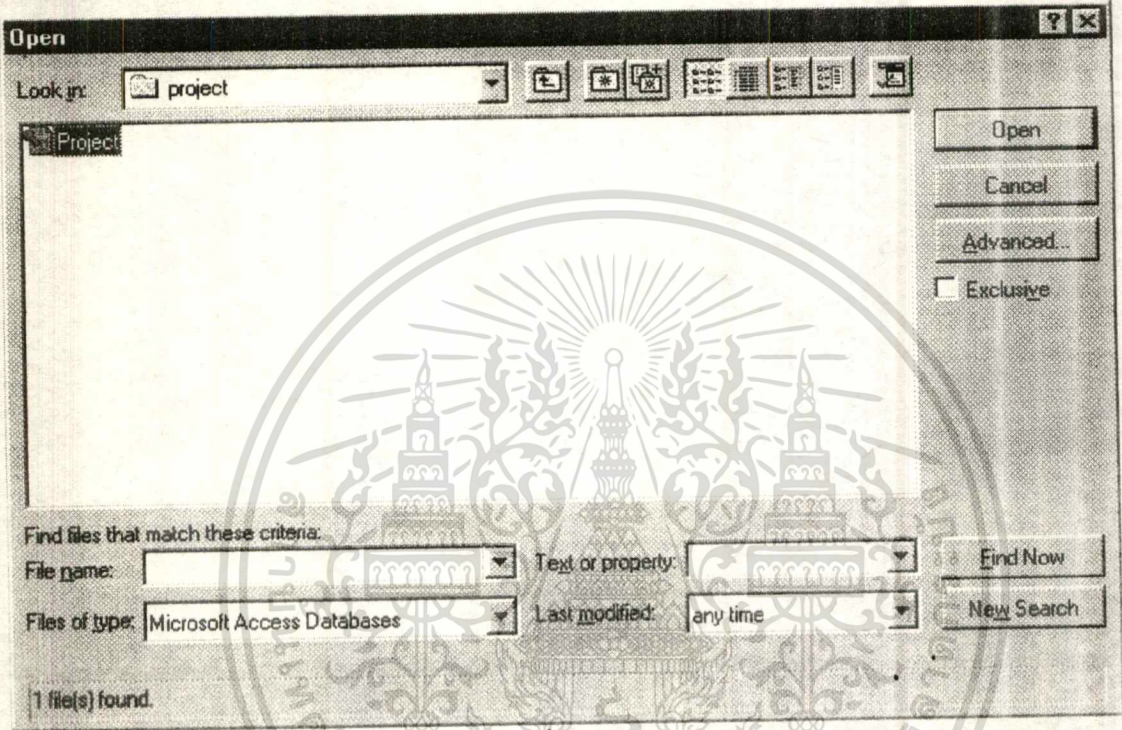 Open
Look in: project
Project
Open
Cancel
Advanced...
Exclusive
Find files that match these criteria:
File name:
Text or property:
Find Now
Files of type: Microsoft Access Databases
Last modified: any time
New Search
1 file(s) found.